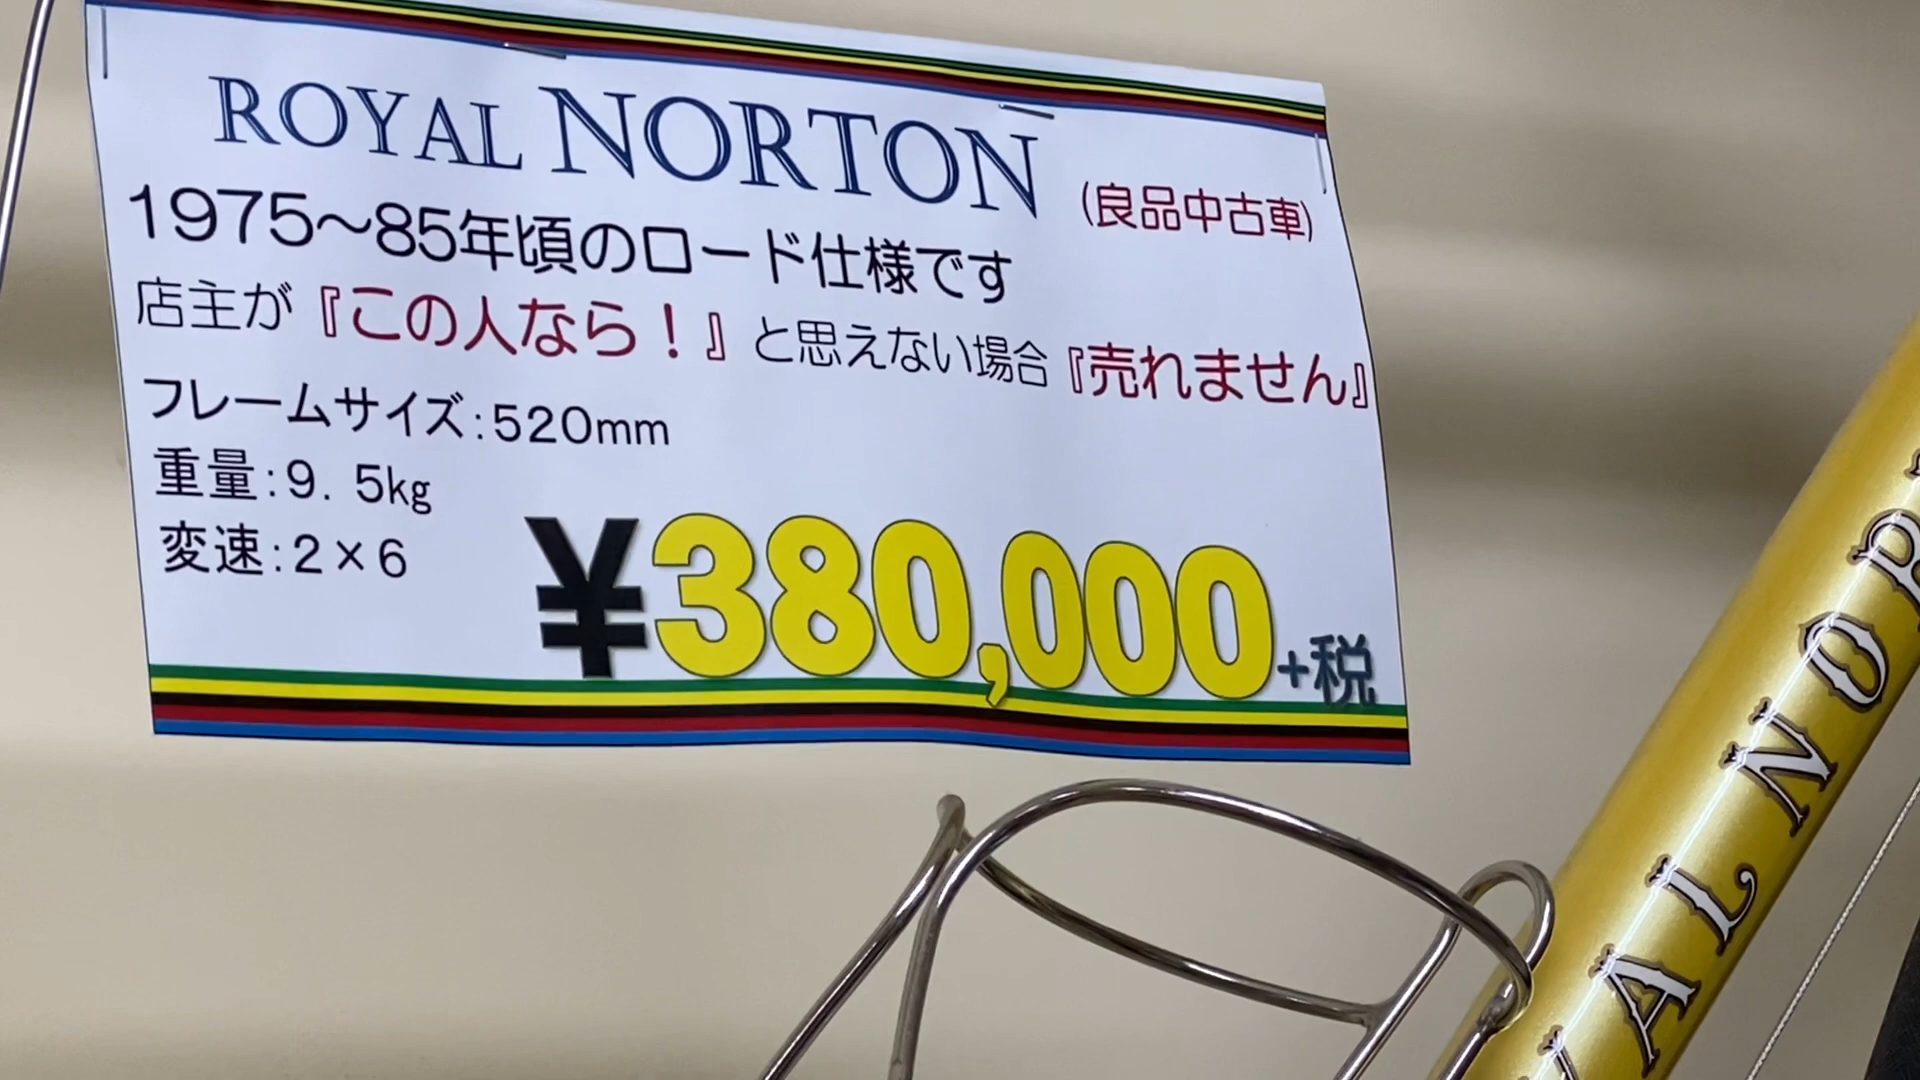 ROYAL NORTON (良品中古車)
1975～85年頃のロード仕様です
店主が『この人なら！』と思えない場合『売れません』
フレームサイズ：520mm
重量：9．5kg
変速：2×6
¥380,000+税
YAL NOR